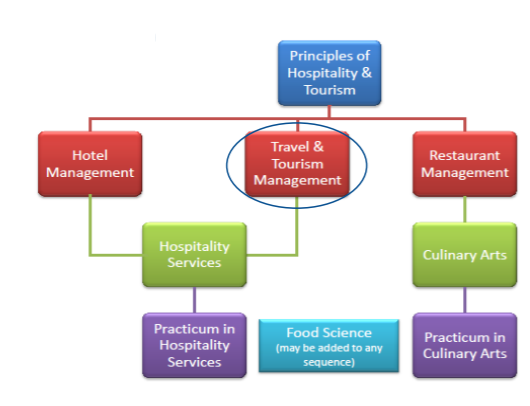 Principles of
Hospitality &
Tourism
Hotel
Management
Travel &
Tourism
Management
Restaurant
Management
Hospitality
Services
Culinary Arts
Practicum in
Hospitality
Services
Food Science
(may be added to any
sequence)
Practicum in
Culinary Arts